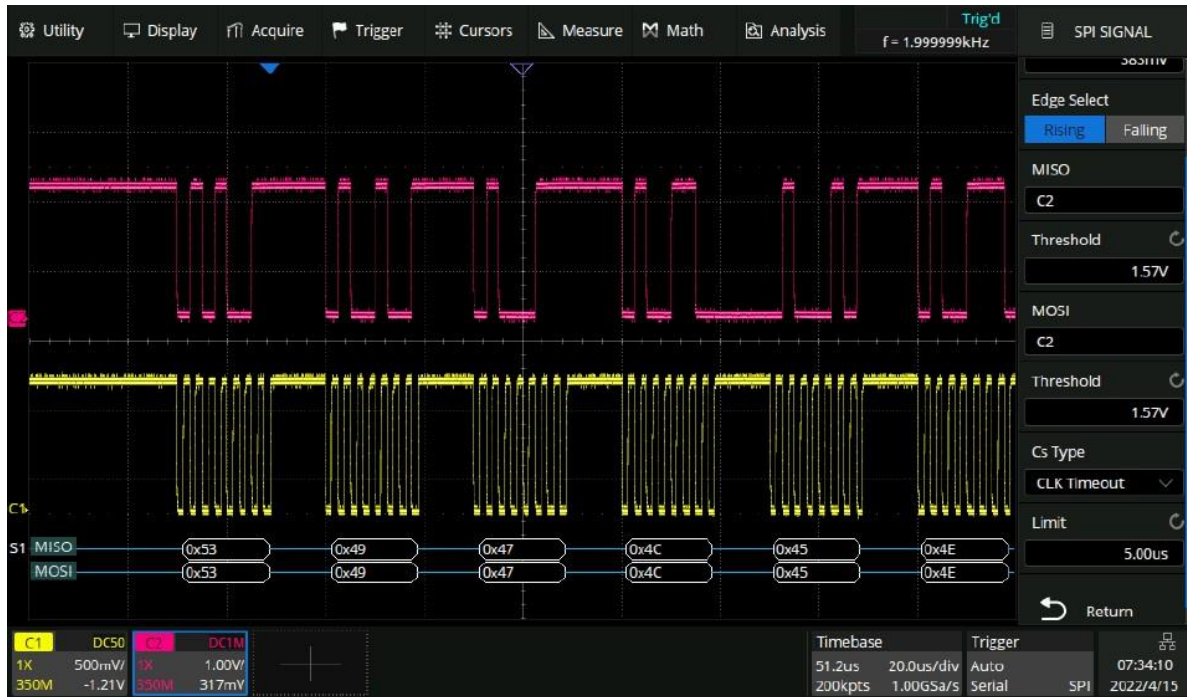 Utility Display Acquire Trigger Cursors Measure Math Analysis
Trig'd
f = 1.999999kHz
SPI SIGNAL
383mV
Edge Select
Rising Falling
MISO
C2
Threshold
1.57V
MOSI
C2
Threshold
1.57V
Cs Type
CLK Timeout
Limit
5.00us
Return
C2
C1
S1 MISO 0x53 0x49 0x47 0x4C 0x45 0x4E
MOSI 0x53 0x49 0x47 0x4C 0x45 0x4E
C1 DC50
1X 500mV/
350M -1.21V
C2 DC1M
1X 1.00V/
350M 317mV
Timebase
51.2us 20.0us/div
200kpts 1.00GSa/s
Trigger
Auto
Serial SPI
07:34:10
2022/4/15